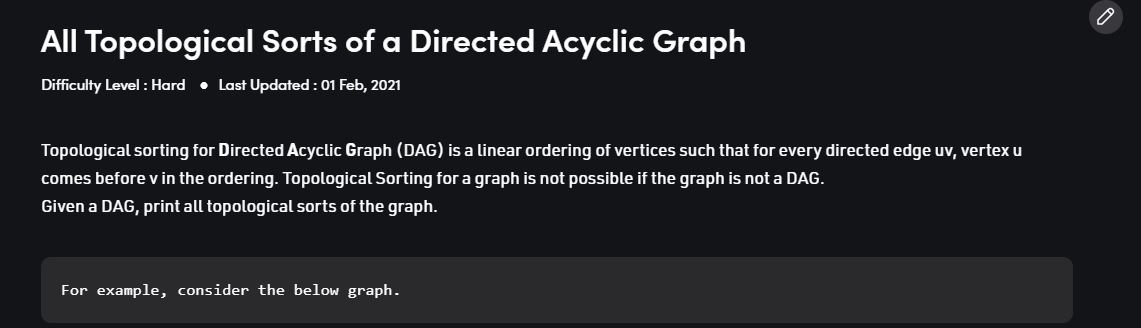 All Topological Sorts of a Directed Acyclic Graph
Difficulty Level : Hard ● Last Updated : 01 Feb, 2021
Topological sorting for Directed Acyclic Graph (DAG) is a linear ordering of vertices such that for every directed edge uv, vertex u
comes before v in the ordering. Topological Sorting for a graph is not possible if the graph is not a DAG.
Given a DAG, print all topological sorts of the graph.
For example, consider the below graph.